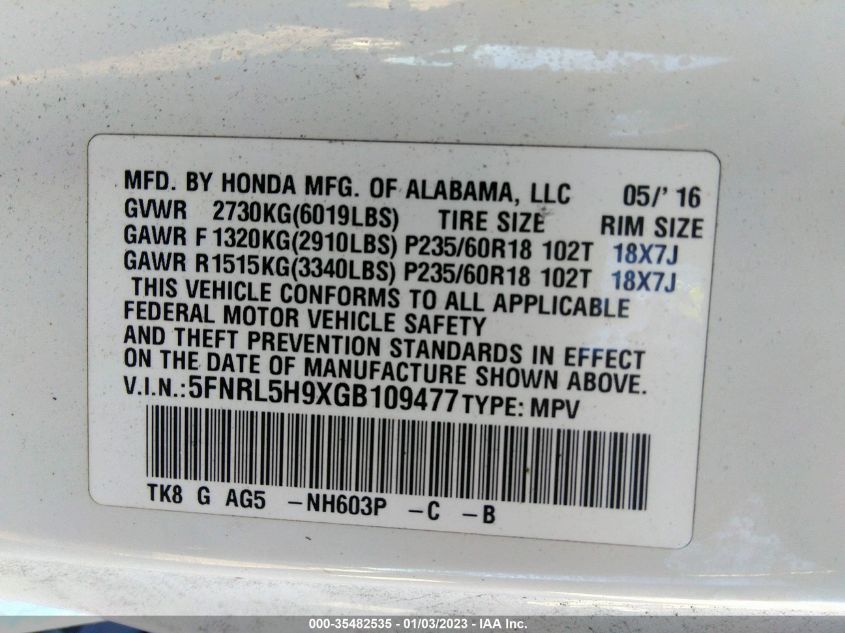 MFD. BY HONDA MFG. OF ALABAMA, LLC 05/' 16
GVWR 2730KG(6019LBS) TIRE SIZE RIM SIZE
GAWR F 1320KG(2910LBS) P235/60R18 102T 18X7J
GAWR R1515KG(3340LBS) P235/60R18 102T 18X7J
THIS VEHICLE CONFORMS TO ALL APPLICABLE
FEDERAL MOTOR VEHICLE SAFETY
AND THEFT PREVENTION STANDARDS IN EFFECT
ON THE DATE OF MANUFACTURE SHOWN ABOVE.
V.I.N.:5FNRL5H9XGB109477 TYPE: MPV
TK8 G AG5 –NH603P –C –B
000-35482535 - 01/03/2023 - IAA Inc.